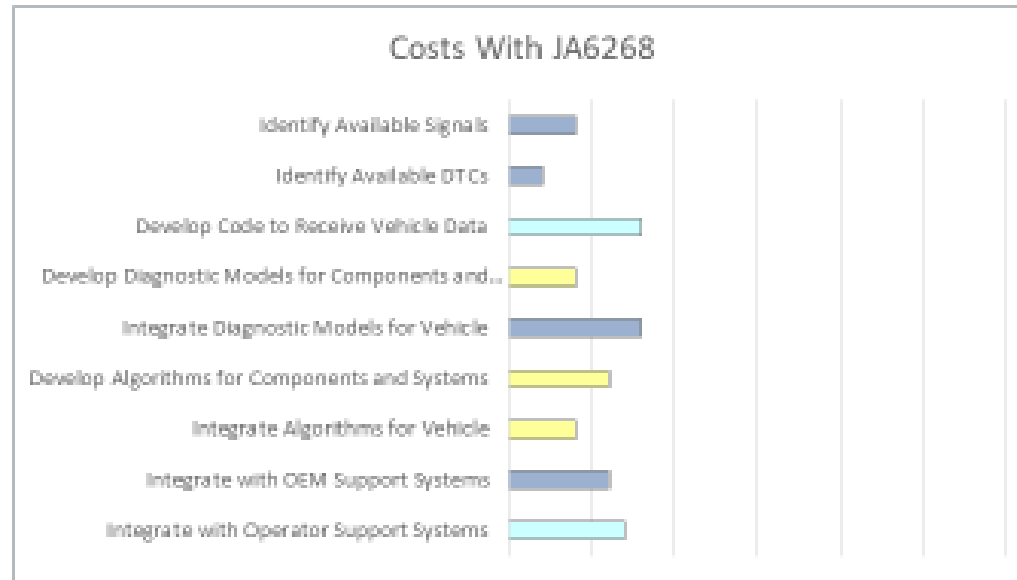 Costs With JA6268
Identify Available Signals
Identify Available DTCs
Develop Code to Receive Vehicle Data
Develop Diagnostic Models for Components and...
Integrate Diagnostic Models for Vehicle
Develop Algorithms for Components and Systems
Integrate Algorithms for Vehicle
Integrate with OEM Support Systems
Integrate with Operator Support Systems